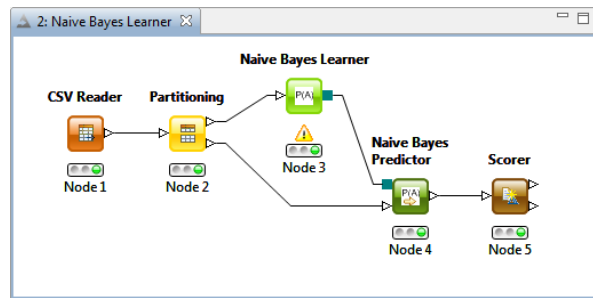 2: Naive Bayes Learner
Naive Bayes Learner
CSV Reader
Partitioning
P(A)
Node 1
Node 2
Node 3
Naive Bayes
Predictor
Scorer
P(A)
Node 4
Node 5